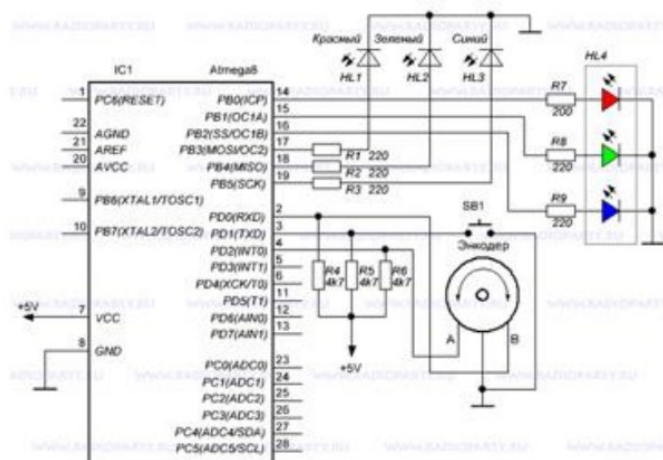 Красный Зеленый Синий
HL1 HL2 HL3 HL4
IC1 Atmega8
1 PC6(RESET)
22 AGND
21 AREF
20 AVCC
9 PB6(XTAL1/TOSC1)
10 PB7(XTAL2/TOSC2)
+5V 7 VCC
8 GND
PB0(ICP) 14
PB1(OC1A) 15
PB2(SS/OC1B) 16
PB3(MOSI/OC2) 17
PB4(MISO) 18
PB5(SCK) 19
PD0(RXD) 2
PD1(TXD) 3
PD2(INT0) 4
PD3(INT1) 5
PD4(XCK/T0) 6
PD5(T1) 11
PD6(AIN0) 12
PD7(AIN1) 13
PC0(ADC0) 23
PC1(ADC1) 24
PC2(ADC2) 25
PC3(ADC3) 26
PC4(ADC4/SDA) 27
PC5(ADC5/SCL) 28
R1 220
R2 220
R3 220
R4 4k7
R5 4k7
R6 4k7
+5V
SB1
Энкодер
A B
R7 200
R8 220
R9 220
WWW.RADIOPARTY.RU